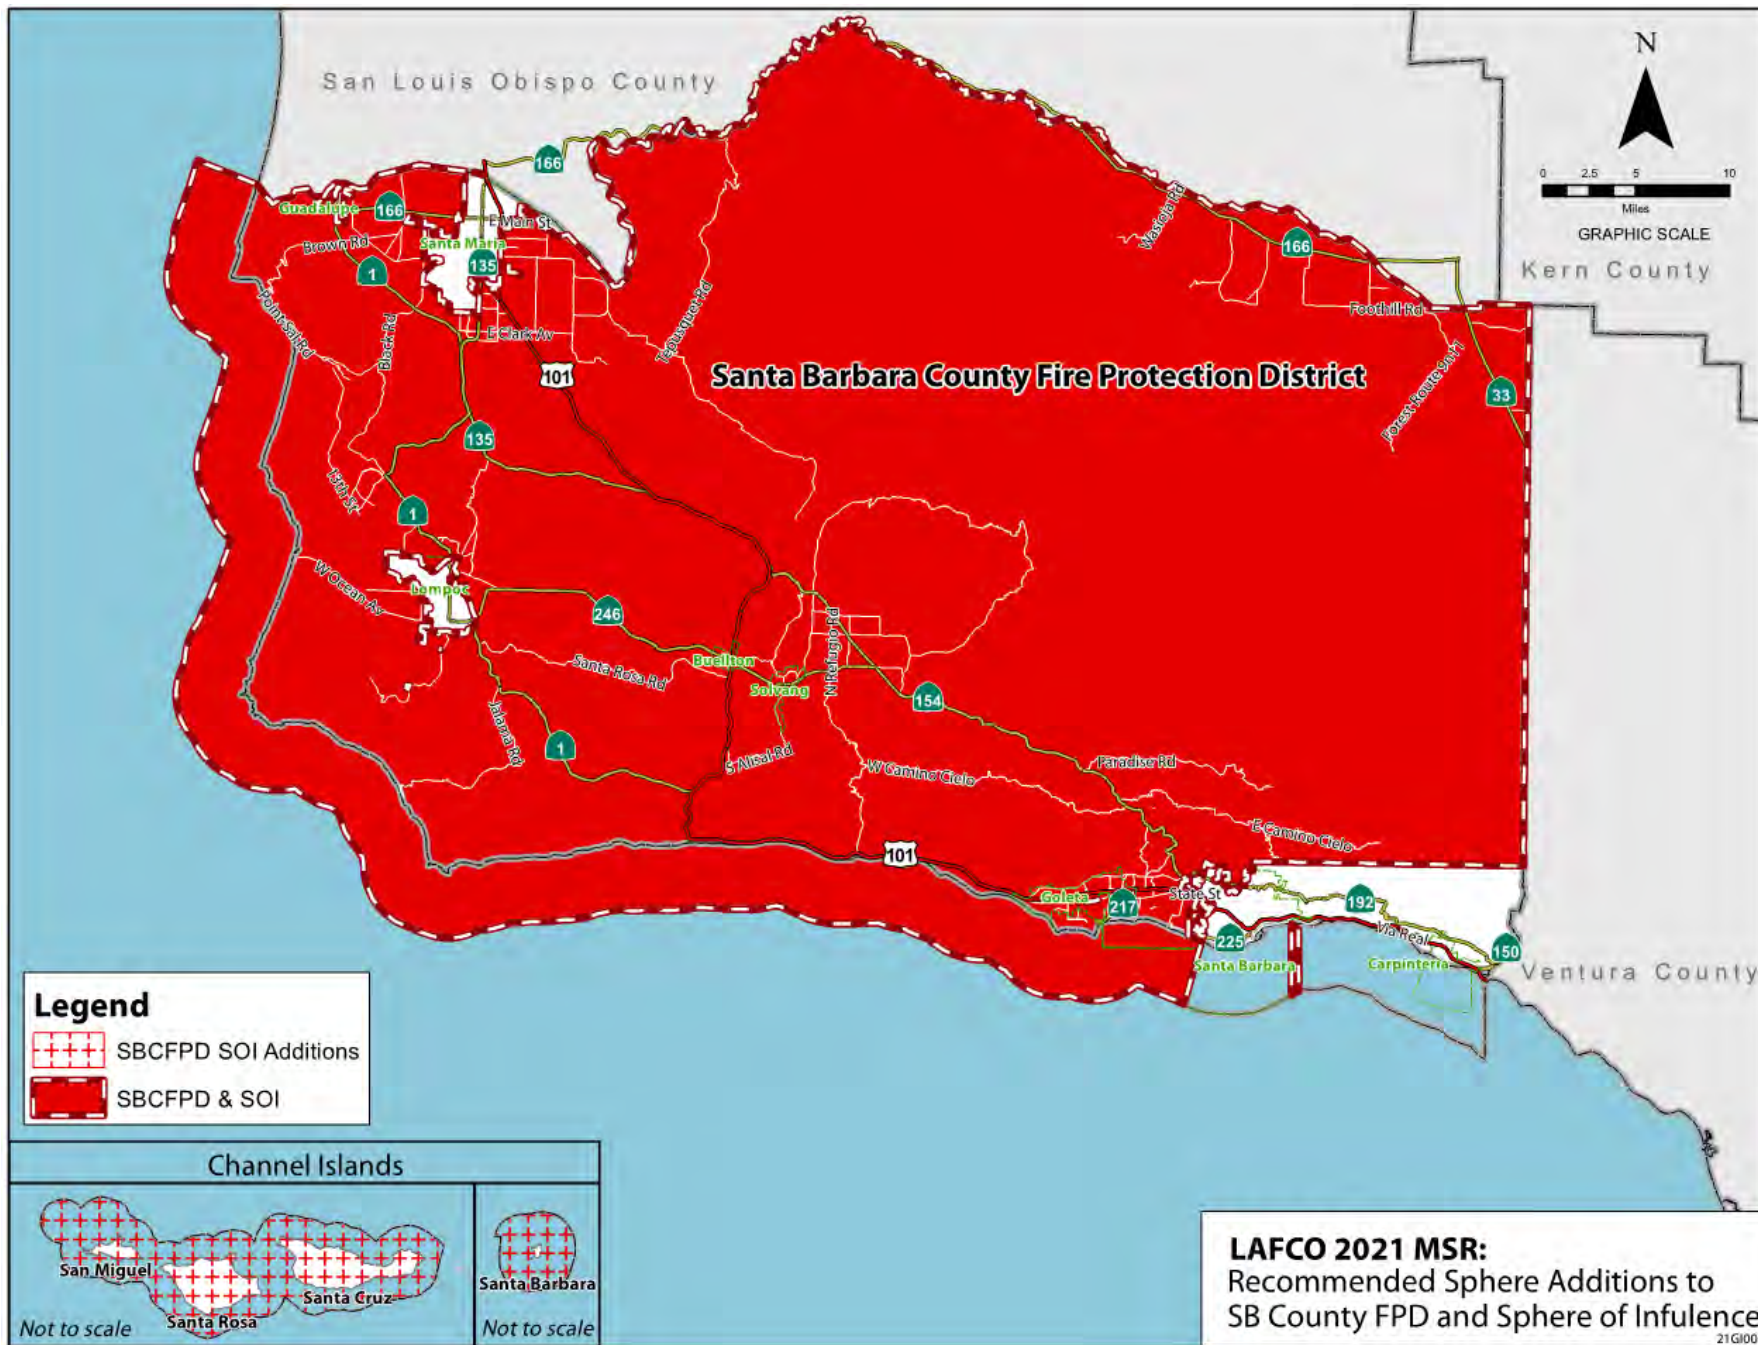 San Louis Obispo County
N
0 2.5 5 10
Miles
GRAPHIC SCALE
Kern County
166
Guadalupe
166
E Main St
Santa Maria
Brown Rd
135
1
Wasioja Rd
166
Foothill Rd
Point Sal Rd
Black Rd
E Clark Av
Tepusquet Rd
101
Santa Barbara County Fire Protection District
Forest Route 9n11
33
135
13th St
1
W Ocean Av
Lompoc
246
N Refugio Rd
Buellton
Santa Rosa Rd
Solvang
154
Jalama Rd
1
S Alisal Rd
W Camino Cielo
Paradise Rd
E Camino Cielo
101
Goleta
217
State St
192
225
Via Real
150
Santa Barbara
Carpinteria
Ventura County
Legend
SBCFPD SOI Additions
SBCFPD & SOI
Channel Islands
San Miguel
Santa Rosa
Santa Cruz
Not to scale
Santa Barbara
Not to scale
LAFCO 2021 MSR:
Recommended Sphere Additions to
SB County FPD and Sphere of Infulence
21GI00